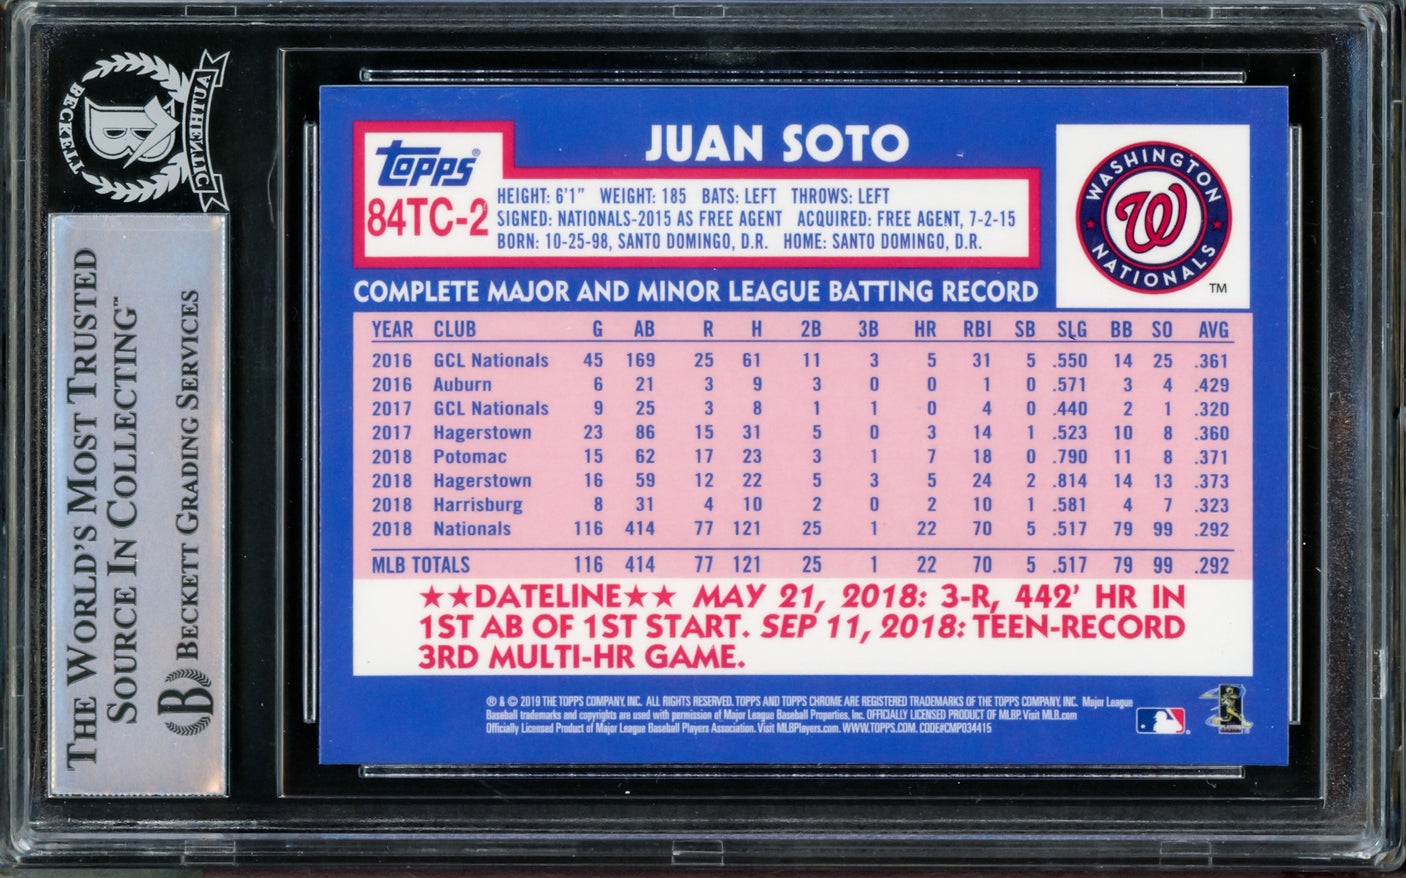 BECKETT
AUTHENTIC
B
THE WORLD'S MOST TRUSTED
SOURCE IN COLLECTING™
B BECKETT GRADING SERVICES
JUAN SOTO
Topps®
84TC-2
HEIGHT: 6'1" WEIGHT: 185 BATS: LEFT THROWS: LEFT
SIGNED: NATIONALS-2015 AS FREE AGENT ACQUIRED: FREE AGENT, 7-2-15
BORN: 10-25-98, SANTO DOMINGO, D.R. HOME: SANTO DOMINGO, D.R.
WASHINGTON
W
NATIONALS
TM
COMPLETE MAJOR AND MINOR LEAGUE BATTING RECORD
YEAR CLUB G AB R H 2B 3B HR RBI SB SLG BB SO AVG
2016 GCL Nationals 45 169 25 61 11 3 5 31 5 .550 14 25 .361
2016 Auburn 6 21 3 9 3 0 0 1 0 .571 3 4 .429
2017 GCL Nationals 9 25 3 8 1 1 0 4 0 .440 2 1 .320
2017 Hagerstown 23 86 15 31 5 0 3 14 1 .523 10 8 .360
2018 Potomac 15 62 17 23 3 1 7 18 0 .790 11 8 .371
2018 Hagerstown 16 59 12 22 5 3 5 24 2 .814 14 13 .373
2018 Harrisburg 8 31 4 10 2 0 2 10 1 .581 4 7 .323
2018 Nationals 116 414 77 121 25 1 22 70 5 .517 79 99 .292
MLB TOTALS 116 414 77 121 25 1 22 70 5 .517 79 99 .292
★★DATELINE★★ MAY 21, 2018: 3-R, 442' HR IN
1ST AB OF 1ST START. SEP 11, 2018: TEEN-RECORD
3RD MULTI-HR GAME.
® & © 2019 THE TOPPS COMPANY, INC. ALL RIGHTS RESERVED. TOPPS AND TOPPS CHROME ARE REGISTERED TRADEMARKS OF THE TOPPS COMPANY, INC. Major League
Baseball trademarks and copyrights are used with permission of Major League Baseball Properties, Inc. OFFICIALLY LICENSED PRODUCT OF MLBP. Visit MLB.com
Officially Licensed Product of Major League Baseball Players Association. Visit MLBPlayers.com. WWW.TOPPS.COM. CODE#CMP034415